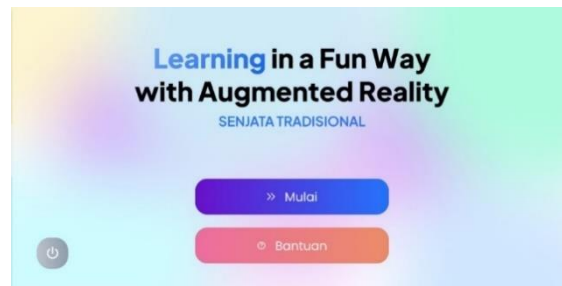 Learning in a Fun Way
with Augmented Reality
SENJATA TRADISIONAL
Mulai
Bantuan